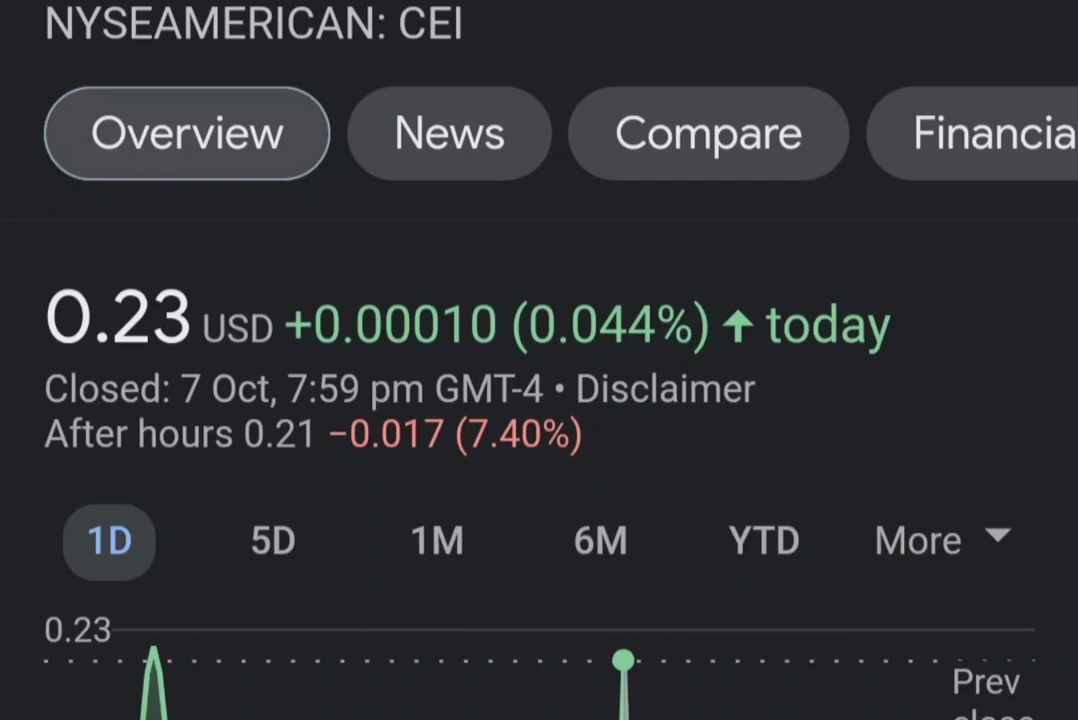 NYSEAMERICAN: CEI
Overview News Compare Financia
0.23 USD +0.00010 (0.044%) ↑ today
Closed: 7 Oct, 7:59 pm GMT-4 • Disclaimer
After hours 0.21 −0.017 (7.40%)
1D 5D 1M 6M YTD More
0.23
Prev
close